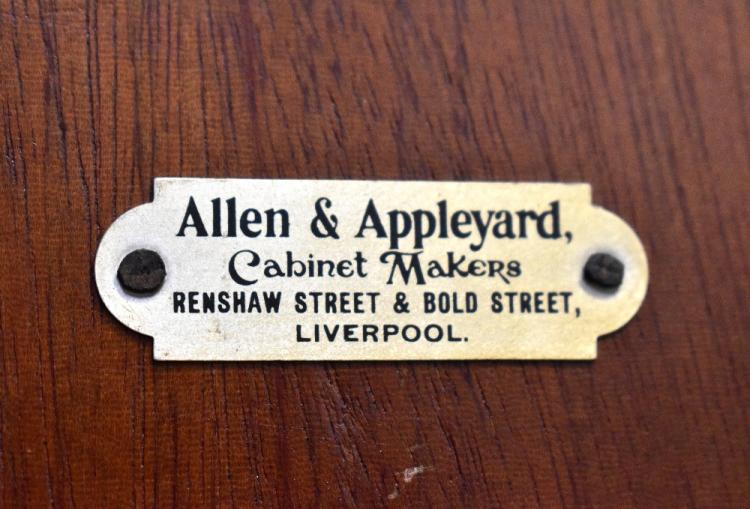 Allen & Appleyard,
Cabinet Makers
RENSHAW STREET & BOLD STREET,
LIVERPOOL.